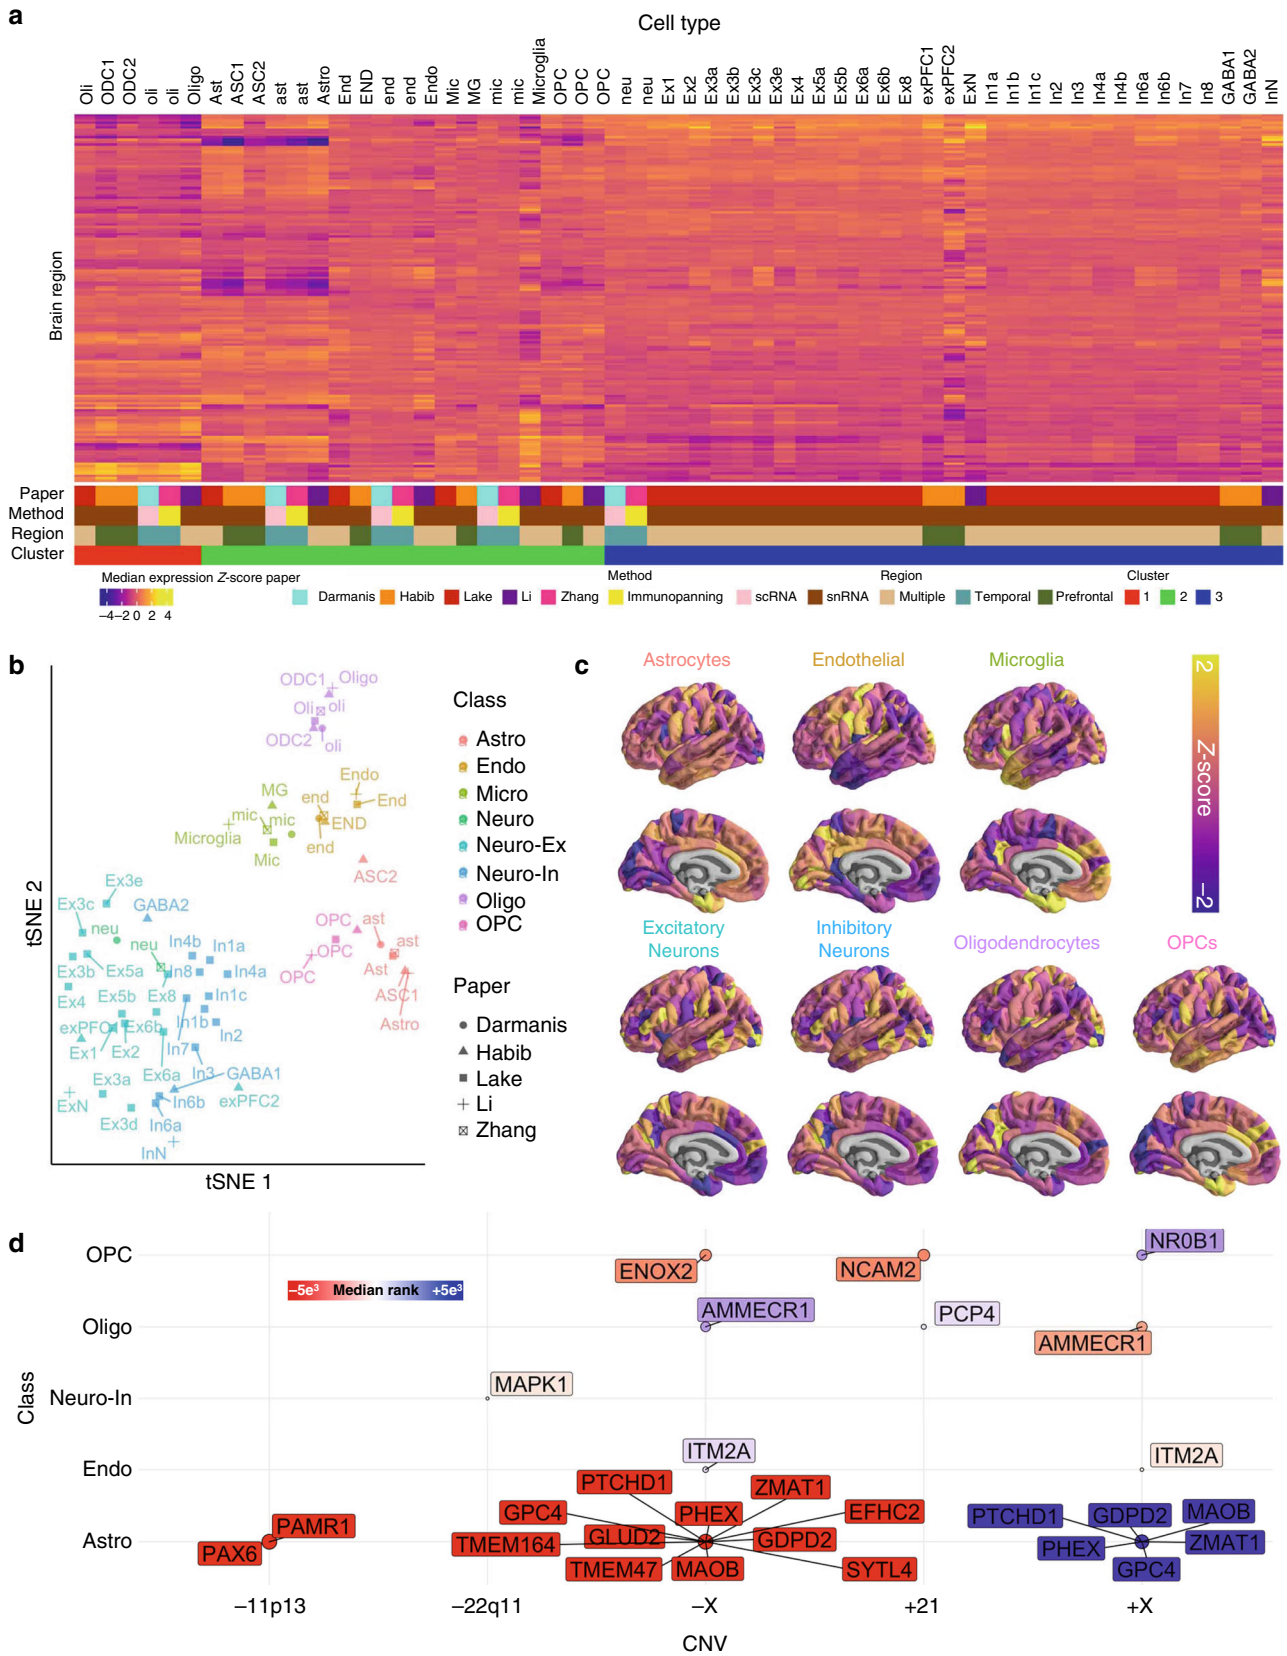 a
Cell type
Oli ODC1 ODC2 oli oli Oligo Ast ASC1 ASC2 ast ast Astro End END end end Endo Mic MG mic mic Microglia OPC OPC OPC neu neu Ex1 Ex2 Ex3a Ex3b Ex3c Ex3e Ex4 Ex5a Ex5b Ex6a Ex6b Ex8 exPFC1 exPFC2 ExN In1a In1b In1c In2 In3 In4a In4b In6a In6b In7 In8 GABA1 GABA2 InN
Brain region
Paper
Method
Region
Cluster
Median expression Z-score paper Method Region Cluster
Darmanis Habib Lake Li Zhang Immunopanning scRNA snRNA Multiple Temporal Prefrontal 1 2 3
−4−2 0 2 4
b
ODC1 Oligo
Oli oli
ODC2 oli
Endo
MG end End
mic mic END
Microglia end
Mic
ASC2
Ex3e
Ex3c GABA2
neu OPC ast
neu In4b In1a OPC ast
Ex3b Ex5a In8 In4a OPC Ast
Ex4 Ex5b Ex8 In1c ASC1
exPFC Ex6b In1b In2 Astro
Ex1 Ex2 In7
Ex3a Ex6a In3 GABA1
ExN In6b exPFC2
Ex3d In6a
InN
tSNE 2
tSNE 1
Class
Astro
Endo
Micro
Neuro
Neuro-Ex
Neuro-In
Oligo
OPC
Paper
Darmanis
Habib
Lake
Li
Zhang
c
Astrocytes Endothelial Microglia
2
Z-score
−2
Excitatory Neurons
Inhibitory Neurons
Oligodendrocytes
OPCs
d
OPC
Oligo
Neuro-In
Endo
Astro
Class
−5e³ Median rank +5e³
NR0B1
ENOX2 NCAM2
AMMECR1 PCP4
AMMECR1
MAPK1
ITM2A ITM2A
PTCHD1 ZMAT1
GPC4 PHEX EFHC2 PTCHD1 GDPD2 MAOB
PAMR1 GLUD2 GDPD2
PAX6 TMEM164 PHEX ZMAT1
TMEM47 MAOB SYTL4 GPC4
−11p13 −22q11 −X +21 +X
CNV